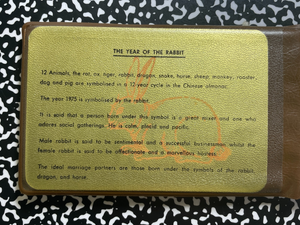 THE YEAR OF THE RABBIT
12 Animals, the rat, ox, tiger, rabbit, dragon, snake, horse, sheep, monkey, rooster,
dog and pig are symbolised in a 12-year cycle in the Chinese almanac.
The year 1975 is symbolised by the rabbit.
It is said that a person born under this symbol is a great mixer and one who
adores social gatherings. He is calm, placid and pacific.
Male rabbit is said to be sentimental and a successful businessman whilst the
female rabbit is said to be affectionate and a marvellous hostess.
The ideal marriage partners are those born under the symbols of the rabbit,
dragon, and horse.